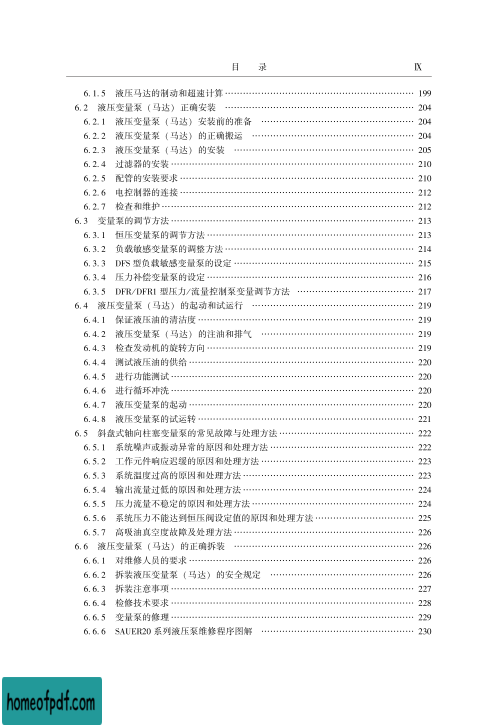 目 录 Ⅸ
6.1.5 液压马达的制动和超速计算 …… 199
6.2 液压变量泵（马达）正确安装 …… 204
6.2.1 液压变量泵（马达）安装前的准备 …… 204
6.2.2 液压变量泵（马达）的正确搬运 …… 204
6.2.3 液压变量泵（马达）的安装 …… 205
6.2.4 过滤器的安装 …… 210
6.2.5 配管的安装要求 …… 210
6.2.6 电控制器的连接 …… 212
6.2.7 检查和维护 …… 212
6.3 变量泵的调节方法 …… 213
6.3.1 恒压变量泵的调节方法 …… 213
6.3.2 负载敏感变量泵的调整方法 …… 214
6.3.3 DFS 型负载敏感变量泵的设定 …… 215
6.3.4 压力补偿变量泵的设定 …… 216
6.3.5 DFR/DFR1 型压力/流量控制泵变量调节方法 …… 217
6.4 液压变量泵（马达）的起动和试运行 …… 219
6.4.1 保证液压油的清洁度 …… 219
6.4.2 液压变量泵（马达）的注油和排气 …… 219
6.4.3 检查发动机的旋转方向 …… 219
6.4.4 测试液压油的供给 …… 220
6.4.5 进行功能测试 …… 220
6.4.6 进行循环冲洗 …… 220
6.4.7 液压变量泵的起动 …… 220
6.4.8 液压变量泵的试运转 …… 221
6.5 斜盘式轴向柱塞变量泵的常见故障与处理方法 …… 222
6.5.1 系统噪声或振动异常的原因和处理方法 …… 222
6.5.2 工作元件响应迟缓的原因和处理方法 …… 223
6.5.3 系统温度过高的原因和处理方法 …… 223
6.5.4 输出流量过低的原因和处理方法 …… 224
6.5.5 压力流量不稳定的原因和处理方法 …… 224
6.5.6 系统压力不能达到恒压阀设定值的原因和处理方法 …… 225
6.5.7 高吸油真空度故障及处理方法 …… 226
6.6 液压变量泵（马达）的正确拆装 …… 226
6.6.1 对维修人员的要求 …… 226
6.6.2 拆装液压变量泵（马达）的安全规定 …… 226
6.6.3 拆装注意事项 …… 227
6.6.4 检修技术要求 …… 228
6.6.5 变量泵的修理 …… 229
6.6.6 SAUER20 系列液压泵维修程序图解 …… 230
homeofpdf.com